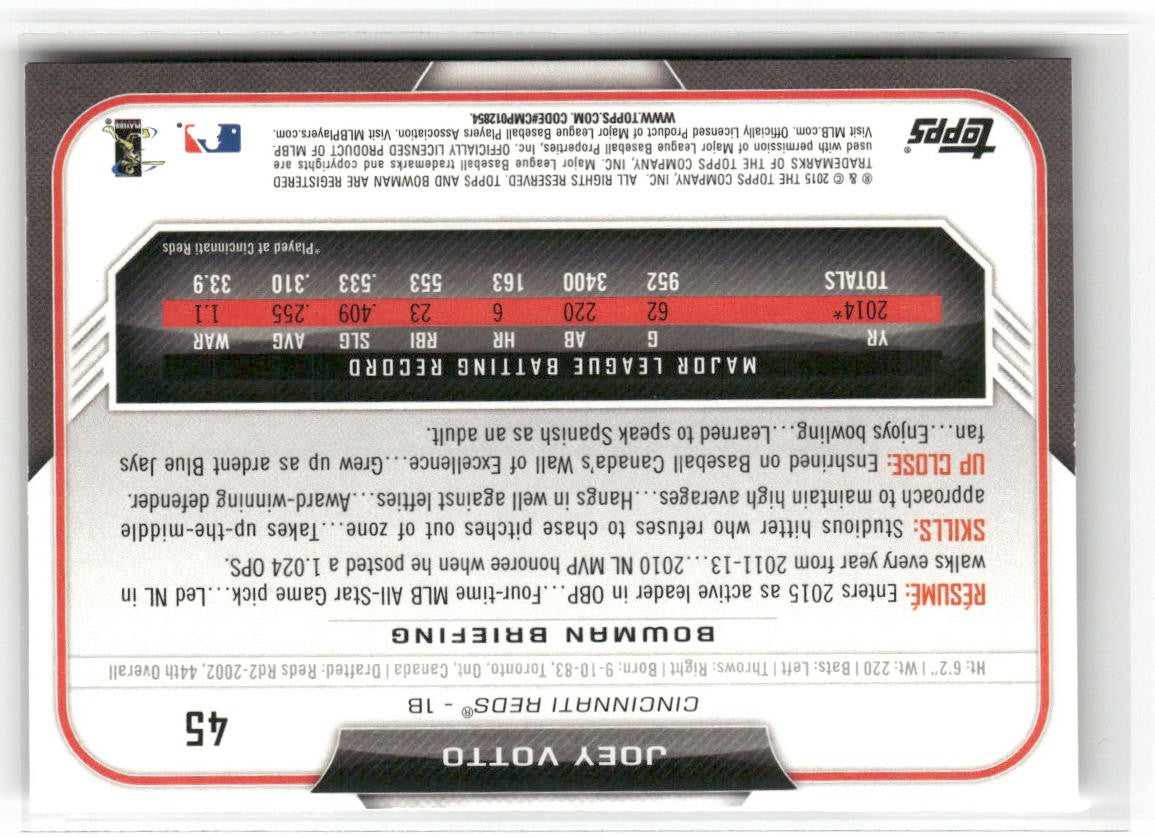 JOEY VOTTO
45
CINCINNATI REDS® - 1B
Ht: 6'2" | Wt: 220 | Bats: Left | Throws: Right | Born: 9-10-83, Toronto, Ont, Canada | Drafted: Reds Rd2-2002, 44th Overall
BOWMAN BRIEFING
RÉSUMÉ: Enters 2015 as active leader in OBP...Four-time MLB All-Star Game pick...Led NL in
walks every year from 2011-13...2010 NL MVP honoree when he posted a 1.024 OPS.
SKILLS: Studious hitter who refuses to chase pitches out of zone...Takes up-the-middle
approach to maintain high averages...Hangs in well against lefties...Award-winning defender.
UP CLOSE: Enshrined on Baseball Canada's Wall of Excellence...Grew up as ardent Blue Jays
fan...Enjoys bowling...Learned to speak Spanish as an adult.
MAJOR LEAGUE BATTING RECORD
YR G AB HR RBI SLG AVG WAR
2014* 62 220 6 23 .409 .255 1.1
TOTALS 952 3400 163 553 .533 .310 33.9
*Played at Cincinnati Reds
® & © 2015 THE TOPPS COMPANY, INC. ALL RIGHTS RESERVED. TOPPS AND BOWMAN ARE REGISTERED
TRADEMARKS OF THE TOPPS COMPANY, INC. Major League Baseball trademarks and copyrights are
used with permission of Major League Baseball Properties, Inc. OFFICIALLY LICENSED PRODUCT OF MLBP.
Visit MLB.com. Officially Licensed Product of Major League Baseball Players Association. Visit MLBPlayers.com.
WWW.TOPPS.COM. CODE#CMPR012854.
topps®
PLAYERS